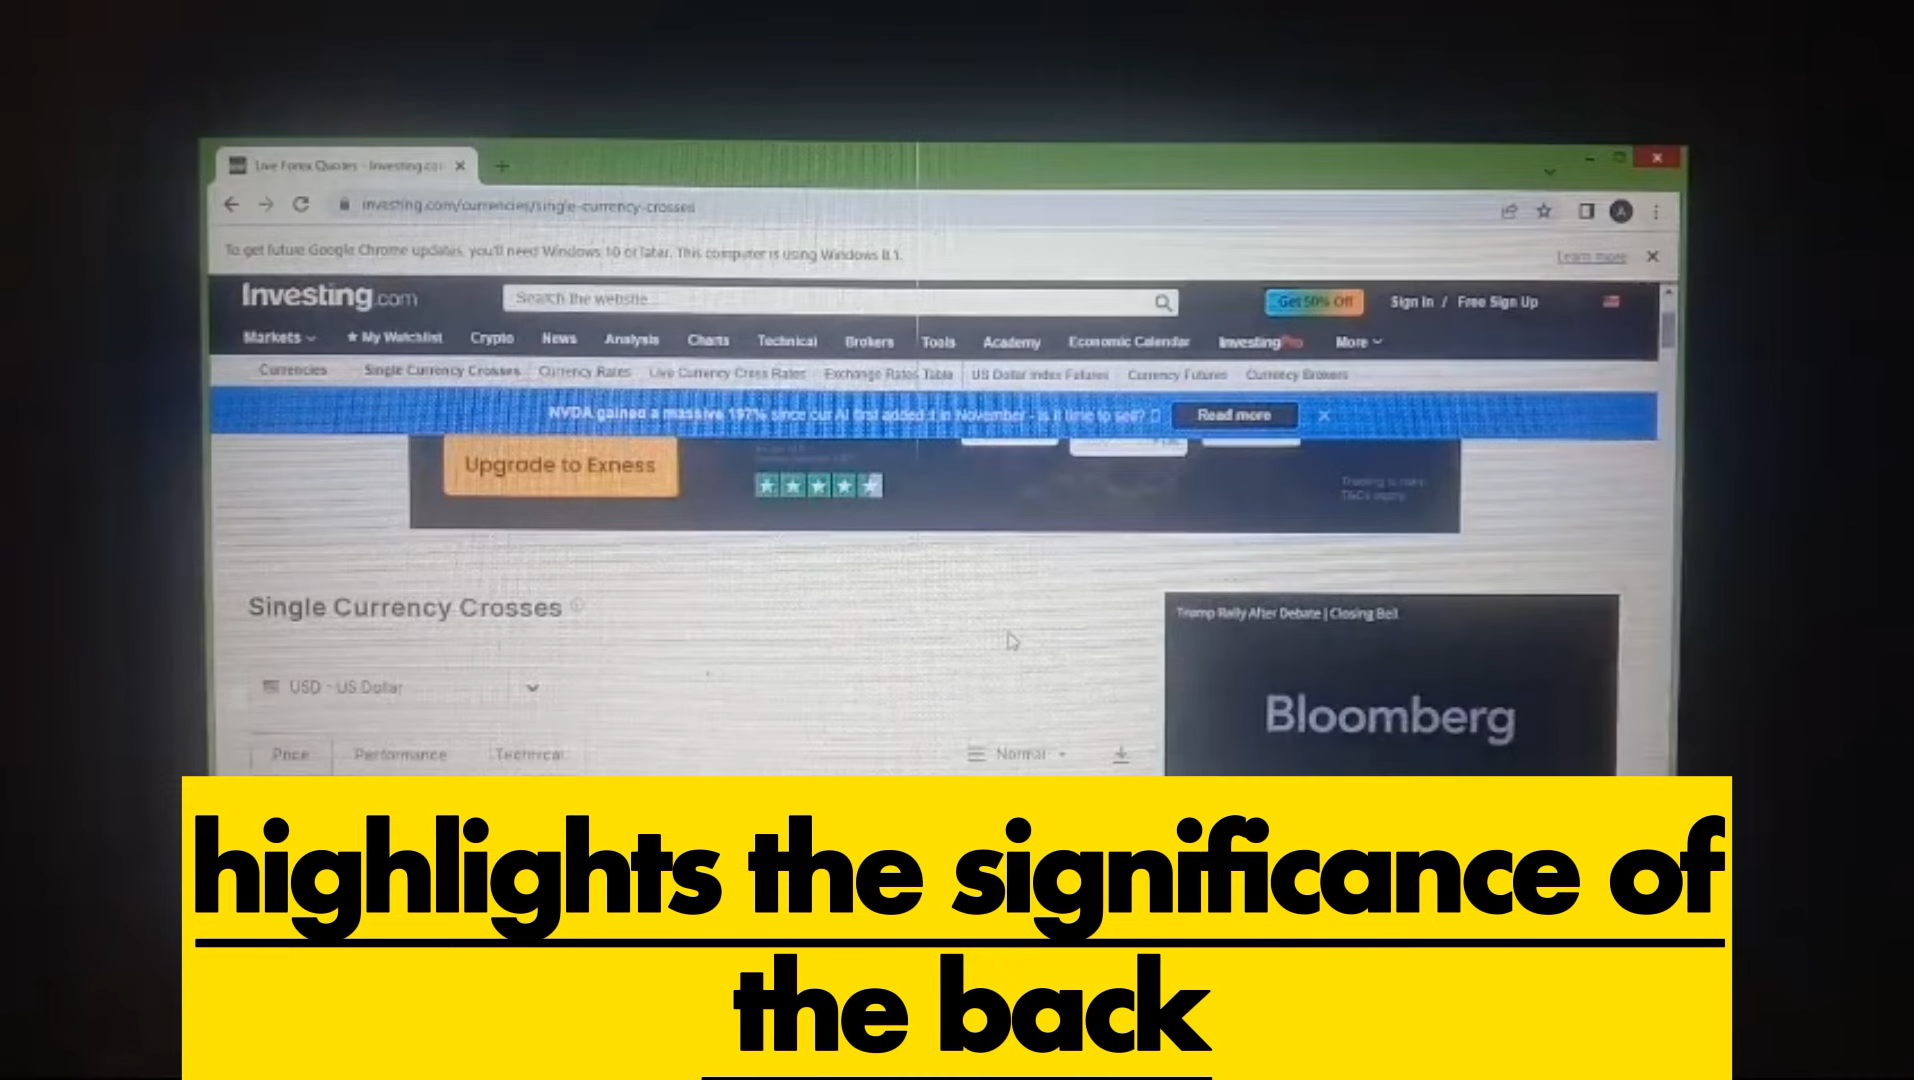 Live Forex Quotes - Investing.co
investing.com/currencies/single-currency-crosses
To get future Google Chrome updates, you'll need Windows 10 or later. This computer is using Windows 8.1.
Learn more
Investing.com
Search the website...
Get 50% Off
Sign In / Free Sign Up
Markets
My Watchlist
Crypto
News
Analysis
Charts
Technical
Brokers
Tools
Academy
Economic Calendar
InvestingPro
More
Currencies
Single Currency Crosses
Currency Rates
Live Currency Cross Rates
Exchange Rates Table
US Dollar Index Futures
Currency Futures
Currency Brokers
NVDA gained a massive 197% since our AI first added it in November - is it time to sell?
Read more
Upgrade to Exness
Trading is risky
T&Cs apply
Single Currency Crosses
Trump Rally After Debate | Closing Bell
USD - US Dollar
Bloomberg
Price
Performance
Technical
Normal
highlights the significance of
the back